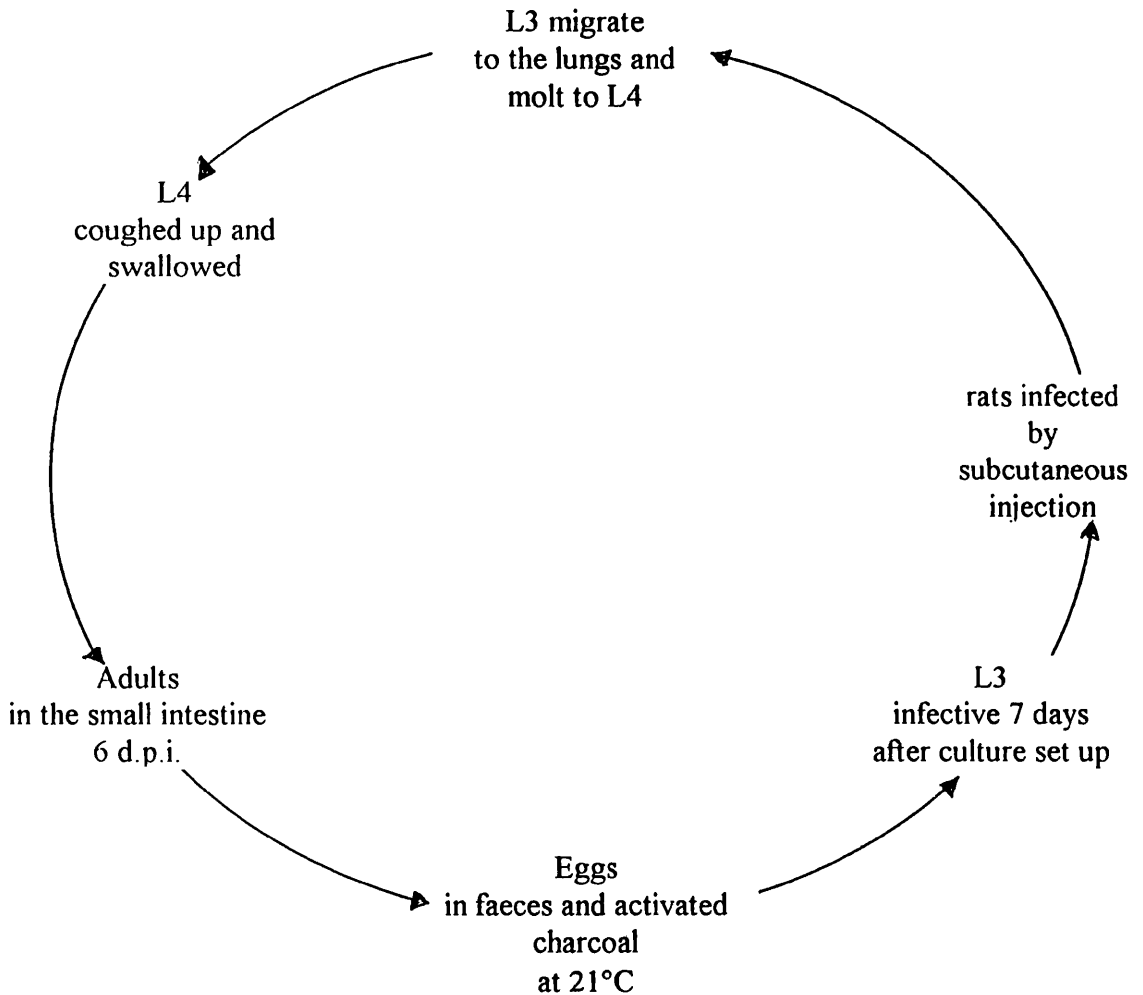 L3 migrate
to the lungs and
molt to L4
L4
coughed up and
swallowed
Adults
in the small intestine
6 d.p.i.
Eggs
in faeces and activated
charcoal
at 21°C
L3
infective 7 days
after culture set up
rats infected
by
subcutaneous
injection